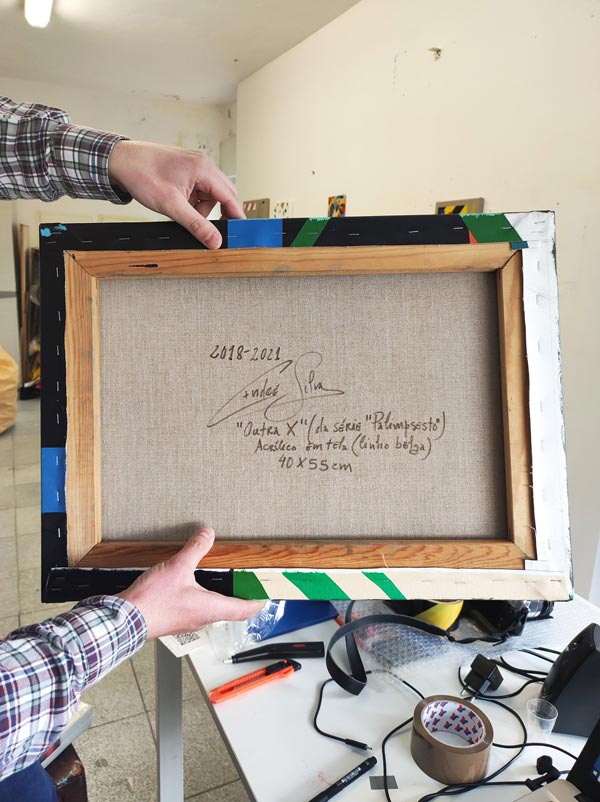 2018-2021
André Silva
"Outra X" (da série "Palimpsesto")
Acrílico em tela (linho belga)
40 X 55 cm